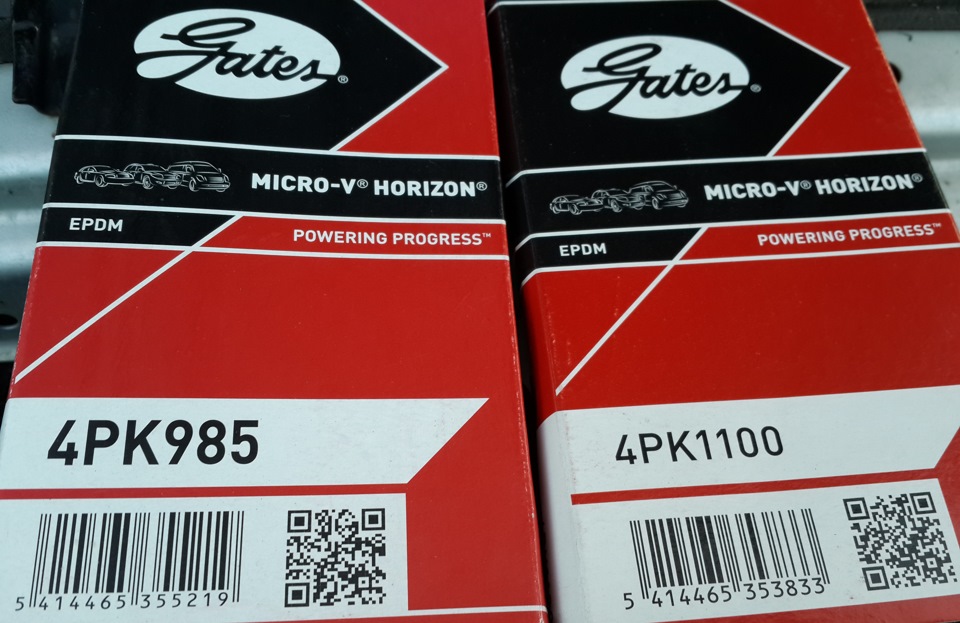 Gates®
MICRO-V® HORIZON®
EPDM
POWERING PROGRESS™
4PK985
5 414465 355219
Gates®
MICRO-V® HORIZON®
EPDM
POWERING PROGRESS™
4PK1100
5 414465 353833